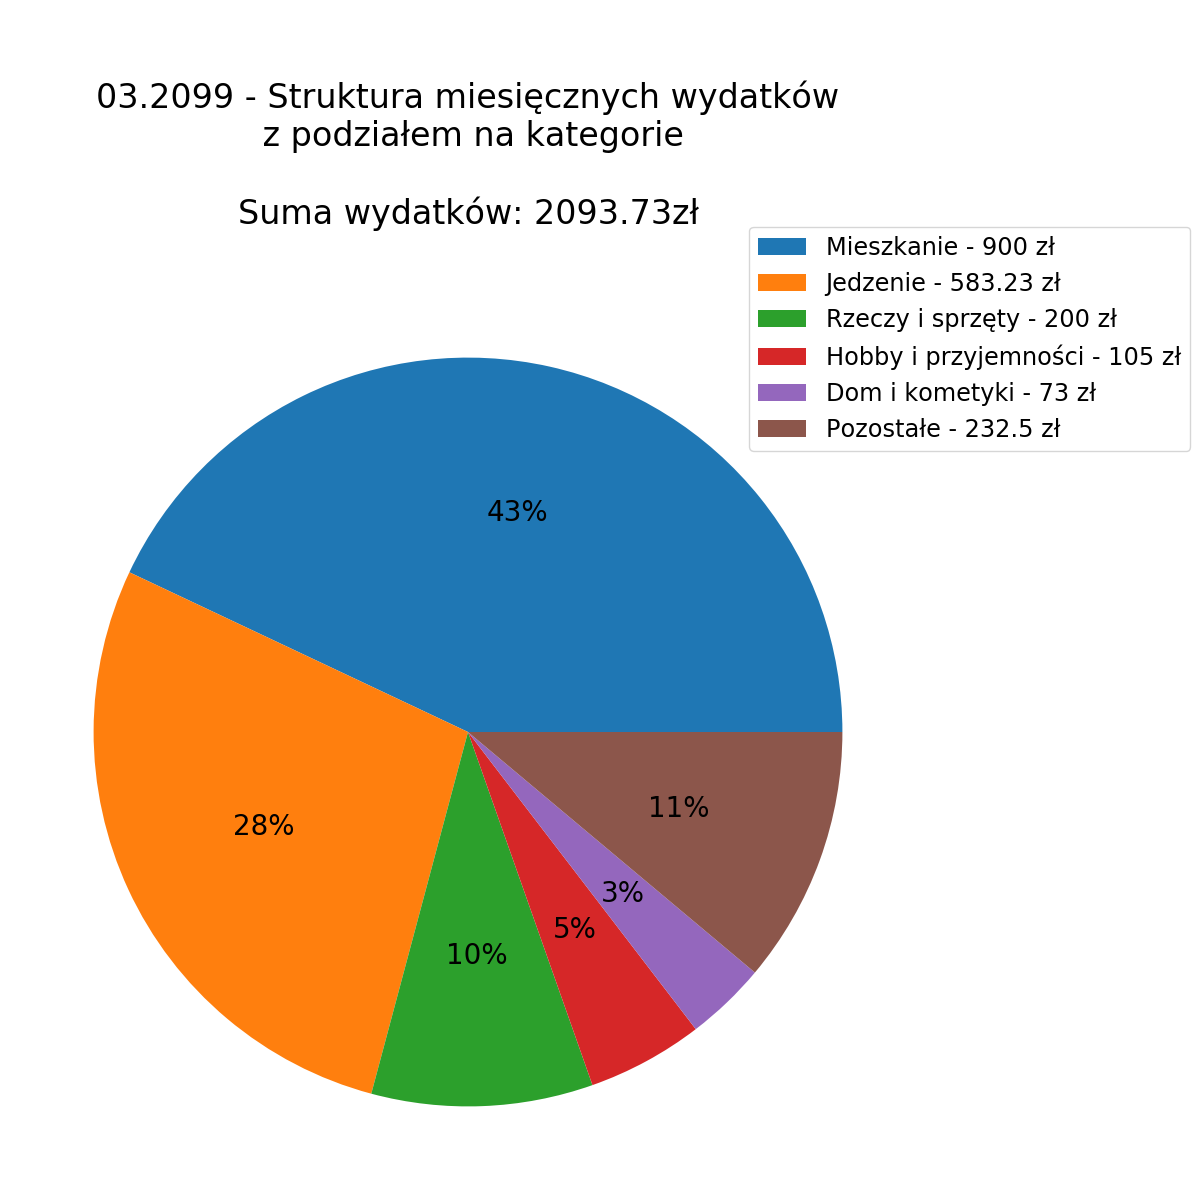 03.2099 - Struktura miesięcznych wydatków
z podziałem na kategorie
Suma wydatków: 2093.73zł
Mieszkanie - 900 zł
Jedzenie - 583.23 zł
Rzeczy i sprzęty - 200 zł
Hobby i przyjemności - 105 zł
Dom i kometyki - 73 zł
Pozostałe - 232.5 zł
43%
28%
10%
5%
3%
11%